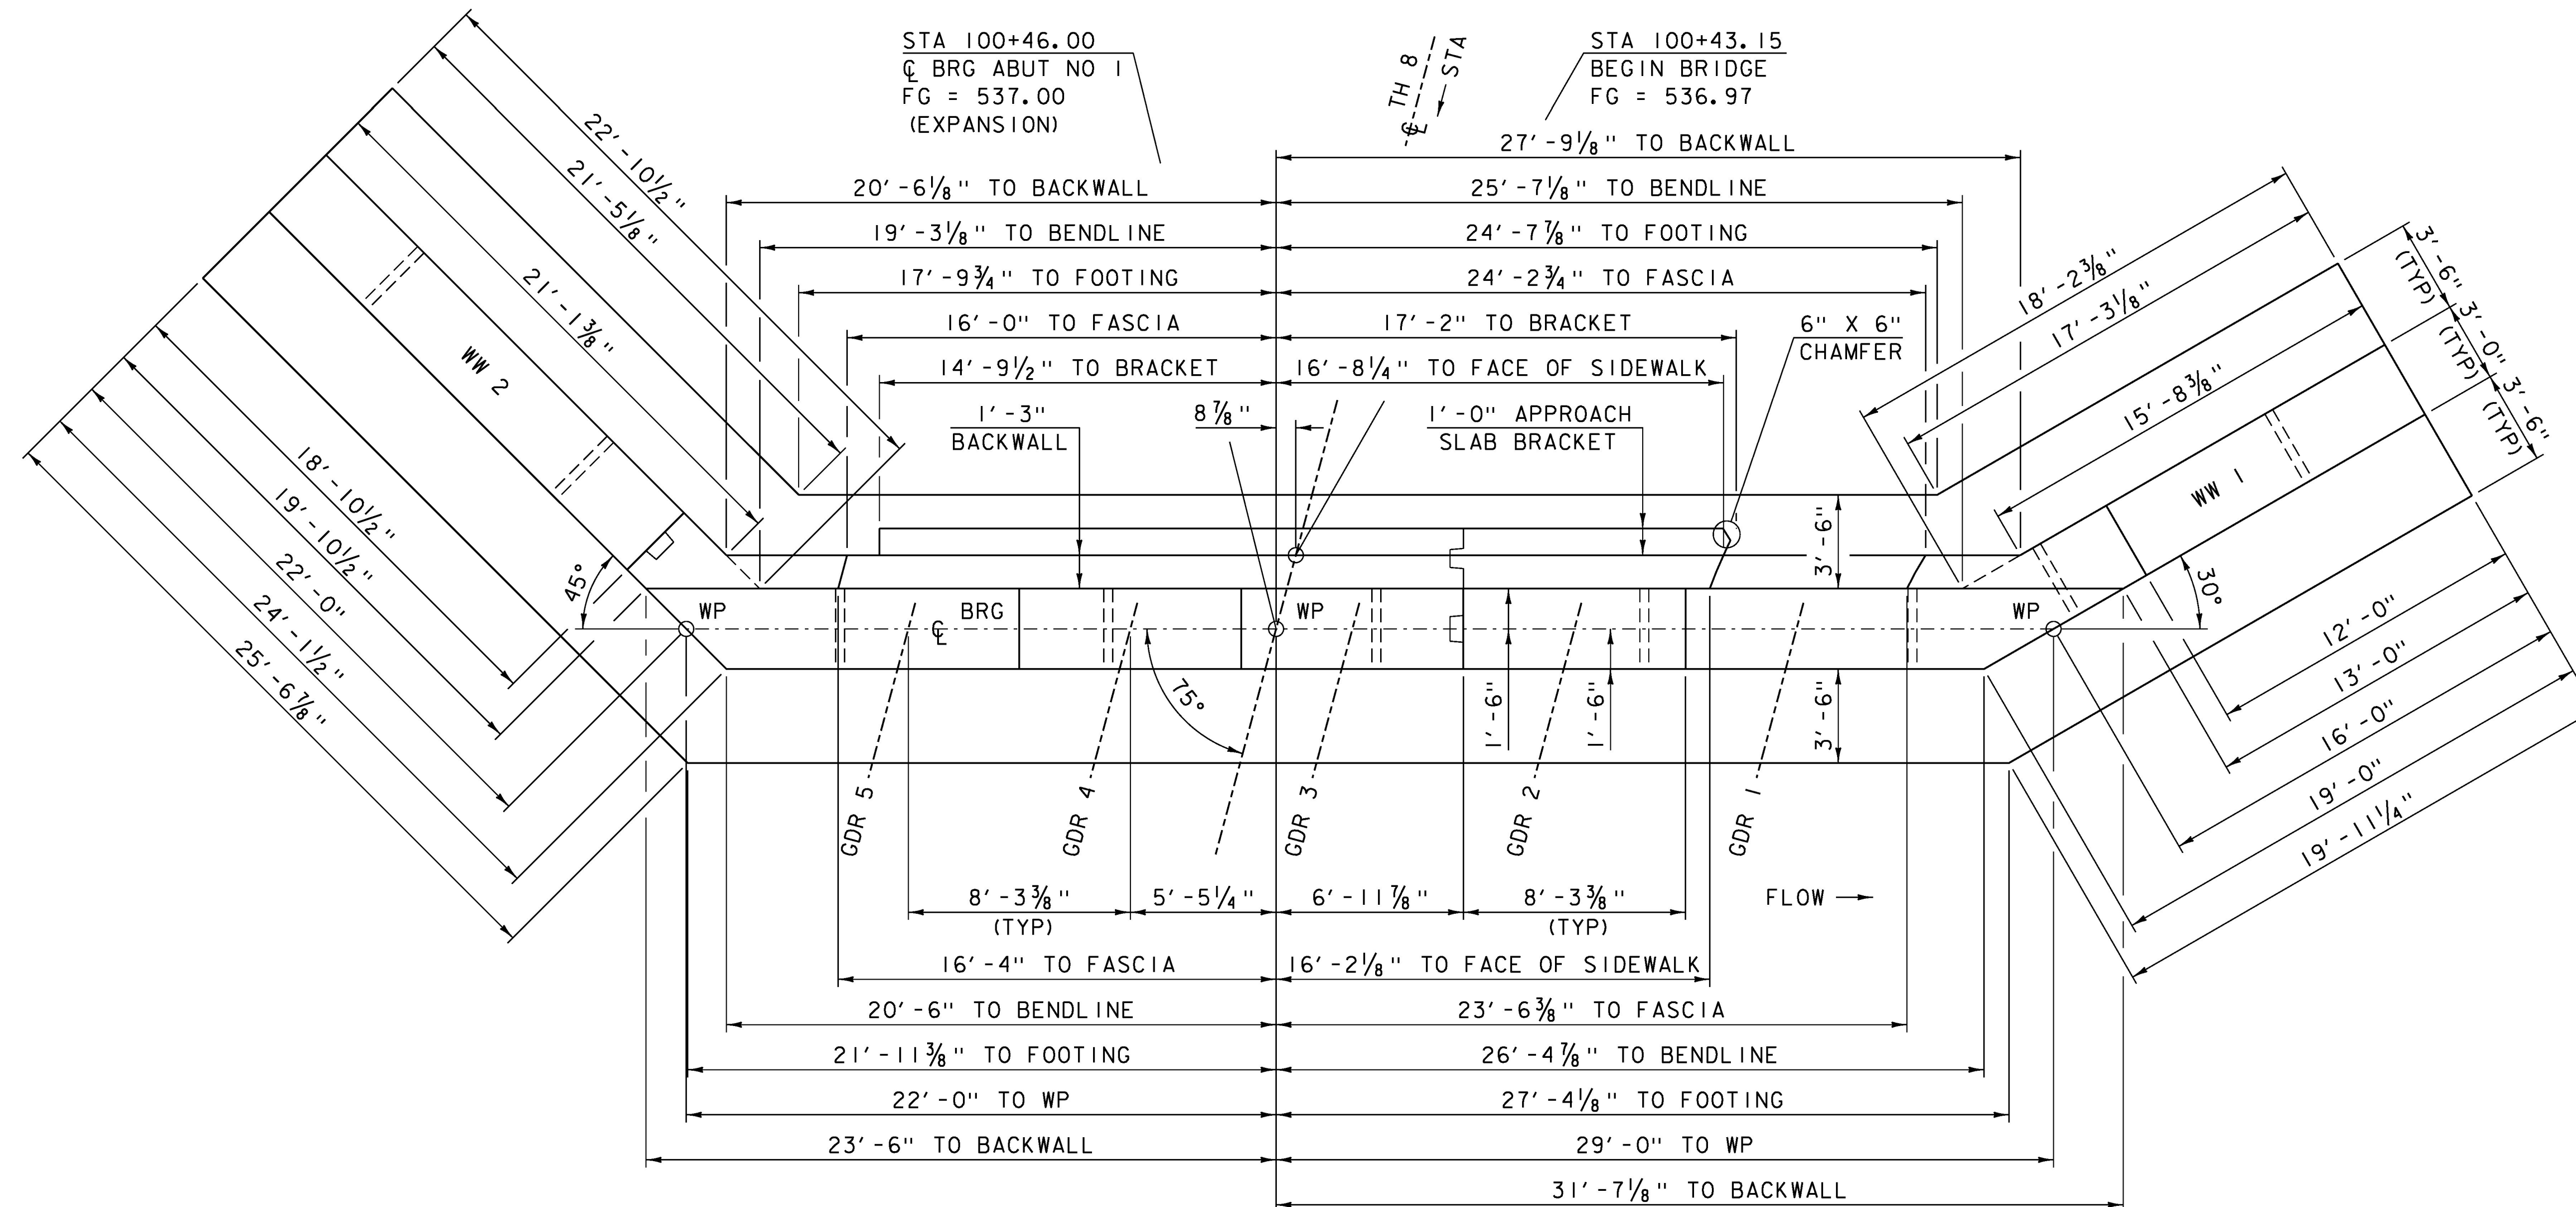 STA 100+46.00
℄ BRG ABUT NO 1
FG = 537.00
(EXPANSION)
℄ TH 8
STA
STA 100+43.15
BEGIN BRIDGE
FG = 536.97
27'-9⅛" TO BACKWALL
20'-6⅛" TO BACKWALL
25'-7⅛" TO BENDLINE
19'-3⅛" TO BENDLINE
24'-7⅞" TO FOOTING
17'-9¾" TO FOOTING
24'-2¾" TO FASCIA
16'-0" TO FASCIA
17'-2" TO BRACKET
6" X 6"
CHAMFER
14'-9½" TO BRACKET
16'-8¼" TO FACE OF SIDEWALK
1'-3"
BACKWALL
8⅞"
1'-0" APPROACH
SLAB BRACKET
22'-10½"
21'-5⅛"
21'-1⅜"
WW 2
18'-10½"
19'-10½"
22'-0"
24'-11½"
25'-6⅞"
45°
18'-2⅜"
17'-3⅛"
15'-8⅜"
3'-6"
(TYP)
3'-0"
(TYP)
3'-6"
(TYP)
WW 1
30°
12'-0"
13'-0"
16'-0"
19'-0"
19'-11¼"
3'-6"
WP
℄ BRG
WP
WP
75°
1'-6"
1'-6"
3'-6"
GDR 5
GDR 4
GDR 3
GDR 2
GDR 1
8'-3⅜"
(TYP)
5'-5¼"
6'-11⅞"
8'-3⅜"
(TYP)
FLOW
16'-4" TO FASCIA
16'-2⅛" TO FACE OF SIDEWALK
20'-6" TO BENDLINE
23'-6⅜" TO FASCIA
21'-11⅜" TO FOOTING
26'-4⅞" TO BENDLINE
22'-0" TO WP
27'-4⅛" TO FOOTING
23'-6" TO BACKWALL
29'-0" TO WP
31'-7⅛" TO BACKWALL